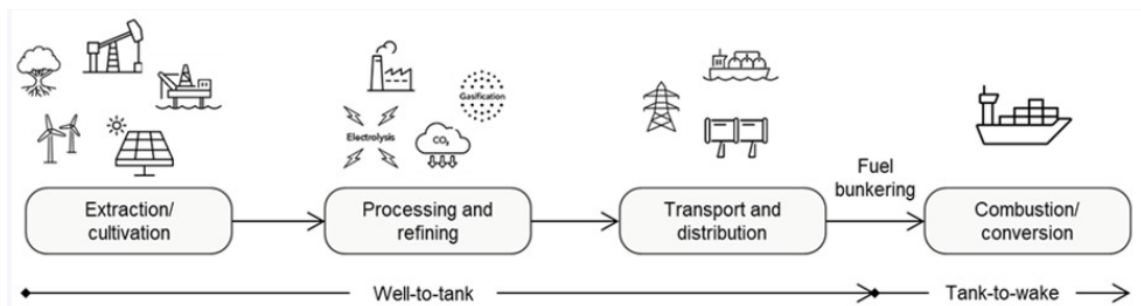 Gasification
Electrolysis
CO₂
Fuel
bunkering
Extraction/
cultivation
Processing and
refining
Transport and
distribution
Combustion/
conversion
Well-to-tank
Tank-to-wake